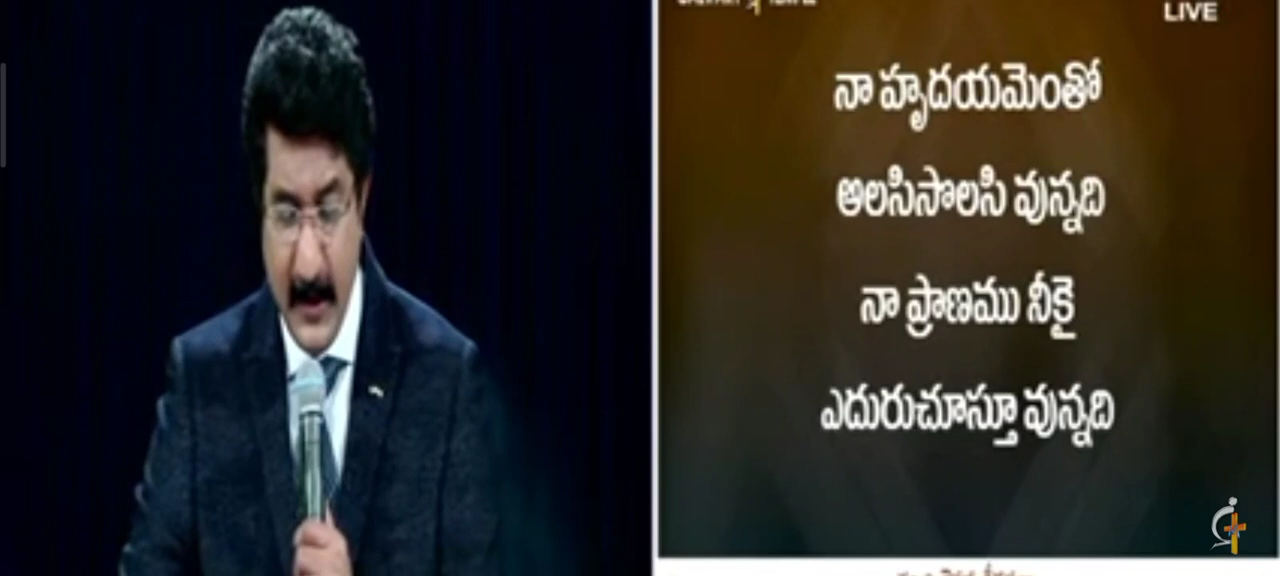 LIVE
నా హృదయమెంతో
అలసిసొలసి వున్నది
నా ప్రాణము నీకై
ఎదురుచూస్తూ వున్నది